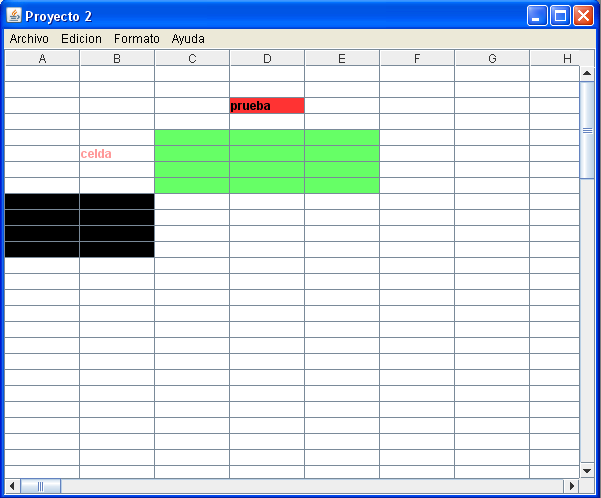 Proyecto 2
Archivo Edicion Formato Ayuda
A B C D E F G H
prueba
celda